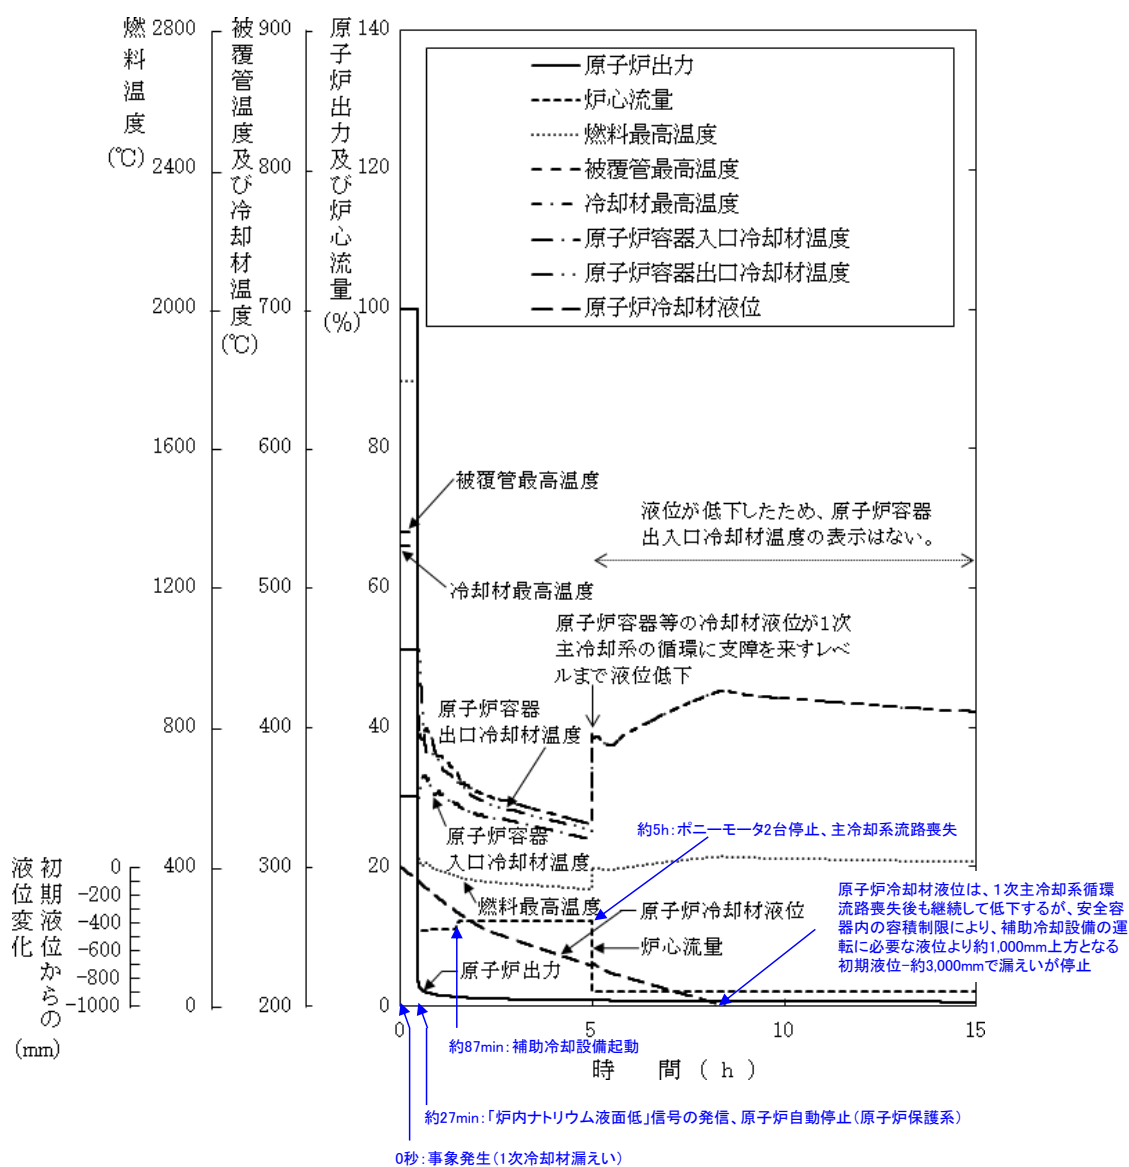 燃料温度
(℃)
2800
2400
2000
1600
1200
800
400
0
被覆管温度及び冷却材温度
(℃)
900
800
700
600
500
400
300
200
原子炉出力及び炉心流量
(%)
140
120
100
80
60
40
20
0
原子炉出力
炉心流量
燃料最高温度
被覆管最高温度
冷却材最高温度
原子炉容器入口冷却材温度
原子炉容器出口冷却材温度
原子炉冷却材液位
被覆管最高温度
冷却材最高温度
液位が低下したため、原子炉容器
出入口冷却材温度の表示はない。
原子炉容器等の冷却材液位が1次
主冷却系の循環に支障を来すレベ
ルまで液位低下
原子炉容器
出口冷却材温度
原子炉容器
入口冷却材温度
燃料最高温度
原子炉冷却材液位
炉心流量
原子炉出力
約5h:ポニーモータ2台停止、主冷却系流路喪失
原子炉冷却材液位は、1次主冷却系循環
流路喪失後も継続して低下するが、安全容
器内の容積制限により、補助冷却設備の運
転に必要な液位より約1,000mm上方となる
初期液位-約3,000mmで漏えいが停止
初期液位からの
液位変化
(mm)
0
-200
-400
-600
-800
-1000
0
5
10
15
時 間 ( h )
約87min:補助冷却設備起動
約27min:「炉内ナトリウム液面低」信号の発信、原子炉自動停止(原子炉保護系)
0秒:事象発生(1次冷却材漏えい)